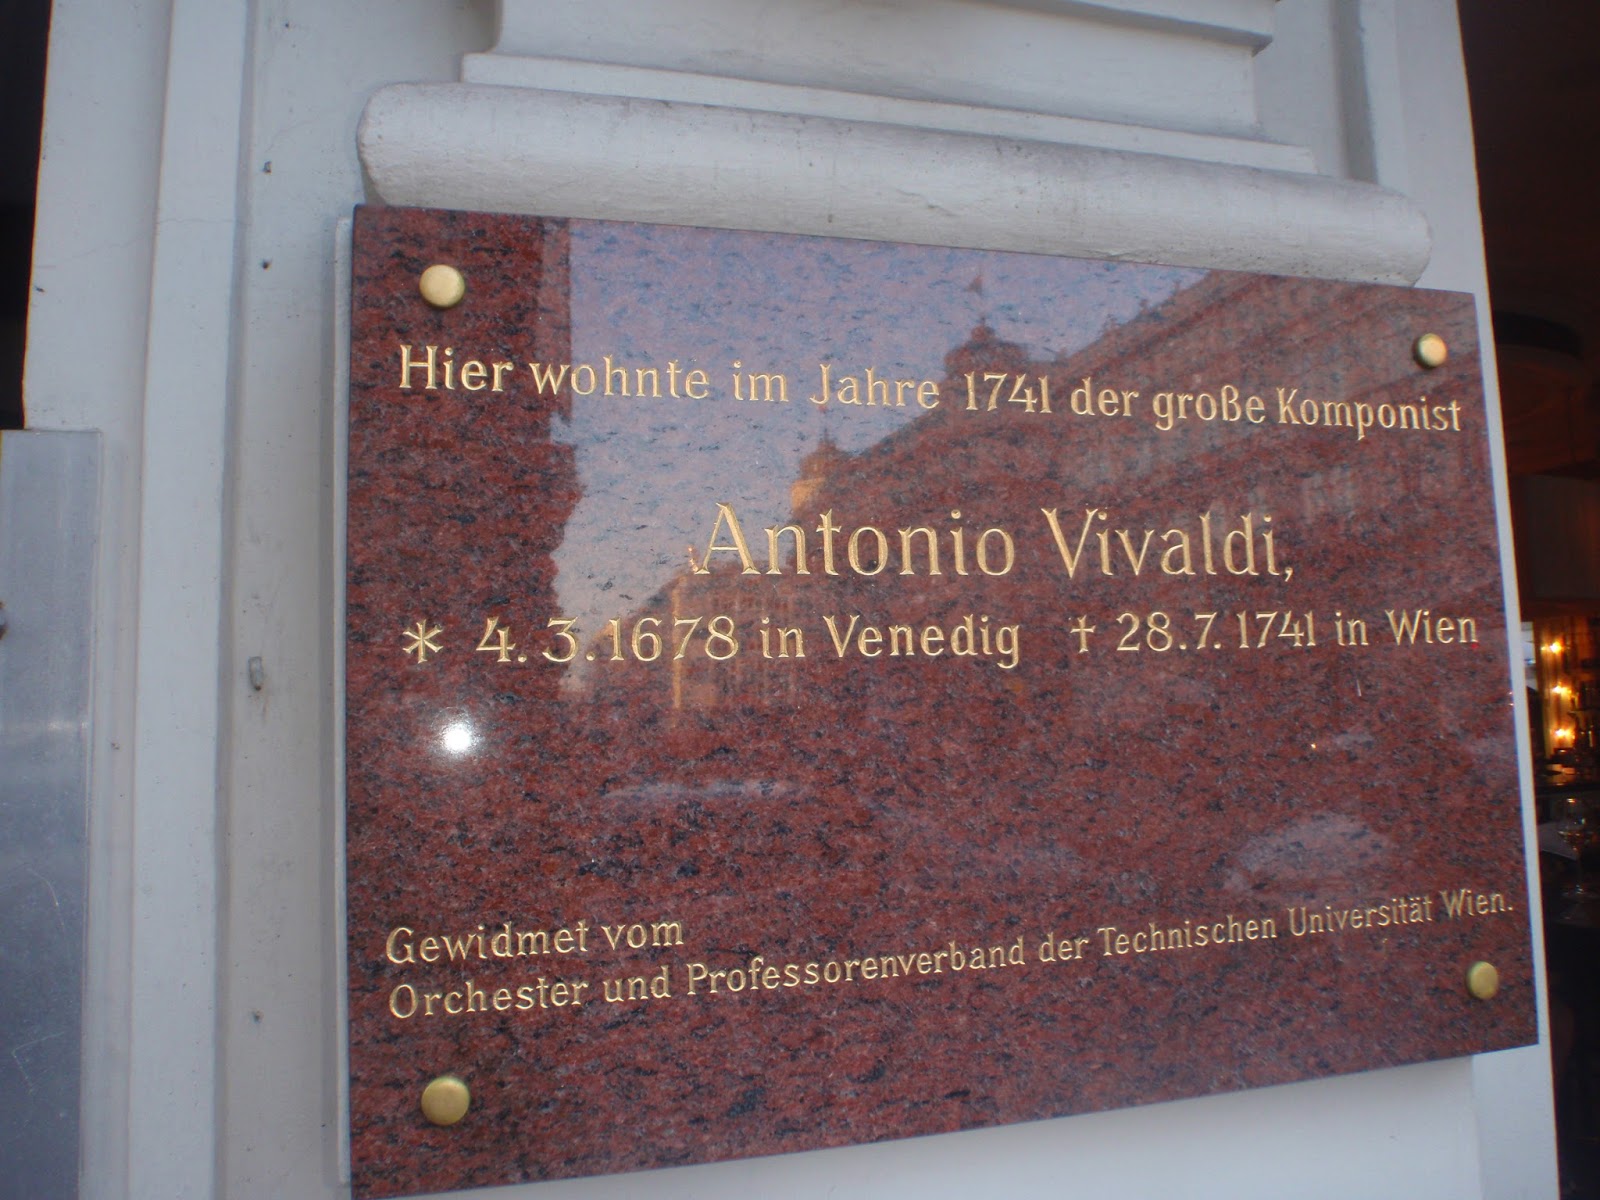 Hier wohnte im Jahre 1741 der große Komponist
Antonio Vivaldi,
* 4.3.1678 in Venedig † 28.7.1741 in Wien
Gewidmet vom
Orchester und Professorenverband der Technischen Universität Wien.